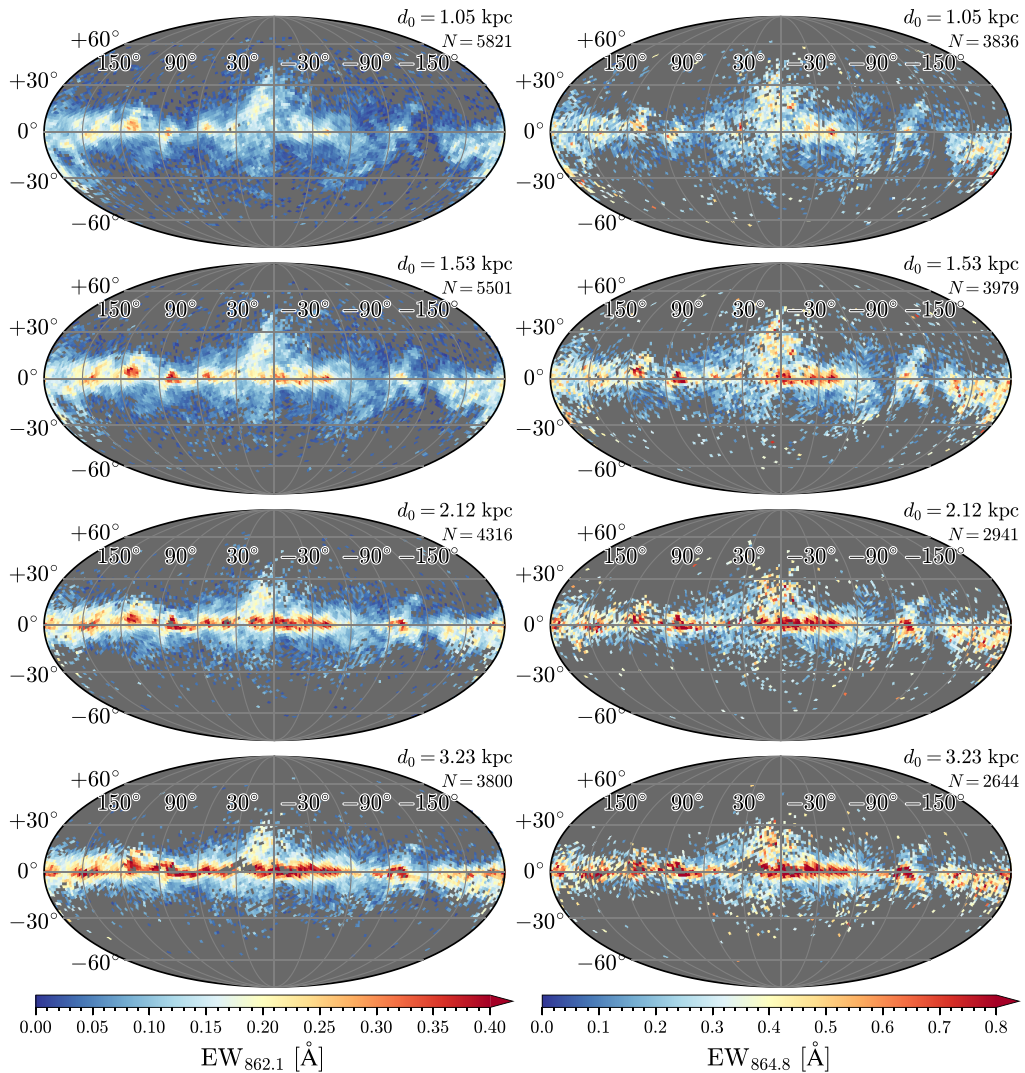 d₀ = 1.05 kpc
N = 5821
+60°
150° 90° 30° −30° −90° −150°
+30°
0°
−30°
−60°
d₀ = 1.05 kpc
N = 3836
+60°
150° 90° 30° −30° −90° −150°
+30°
0°
−30°
−60°
d₀ = 1.53 kpc
N = 5501
+60°
150° 90° 30° −30° −90° −150°
+30°
0°
−30°
−60°
d₀ = 1.53 kpc
N = 3979
+60°
150° 90° 30° −30° −90° −150°
+30°
0°
−30°
−60°
d₀ = 2.12 kpc
N = 4316
+60°
150° 90° 30° −30° −90° −150°
+30°
0°
−30°
−60°
d₀ = 2.12 kpc
N = 2941
+60°
150° 90° 30° −30° −90° −150°
+30°
0°
−30°
−60°
d₀ = 3.23 kpc
N = 3800
+60°
150° 90° 30° −30° −90° −150°
+30°
0°
−30°
−60°
d₀ = 3.23 kpc
N = 2644
+60°
150° 90° 30° −30° −90° −150°
+30°
0°
−30°
−60°
0.00 0.05 0.10 0.15 0.20 0.25 0.30 0.35 0.40
EW₈₆₂.₁ [Å]
0.0 0.1 0.2 0.3 0.4 0.5 0.6 0.7 0.8
EW₈₆₄.₈ [Å]